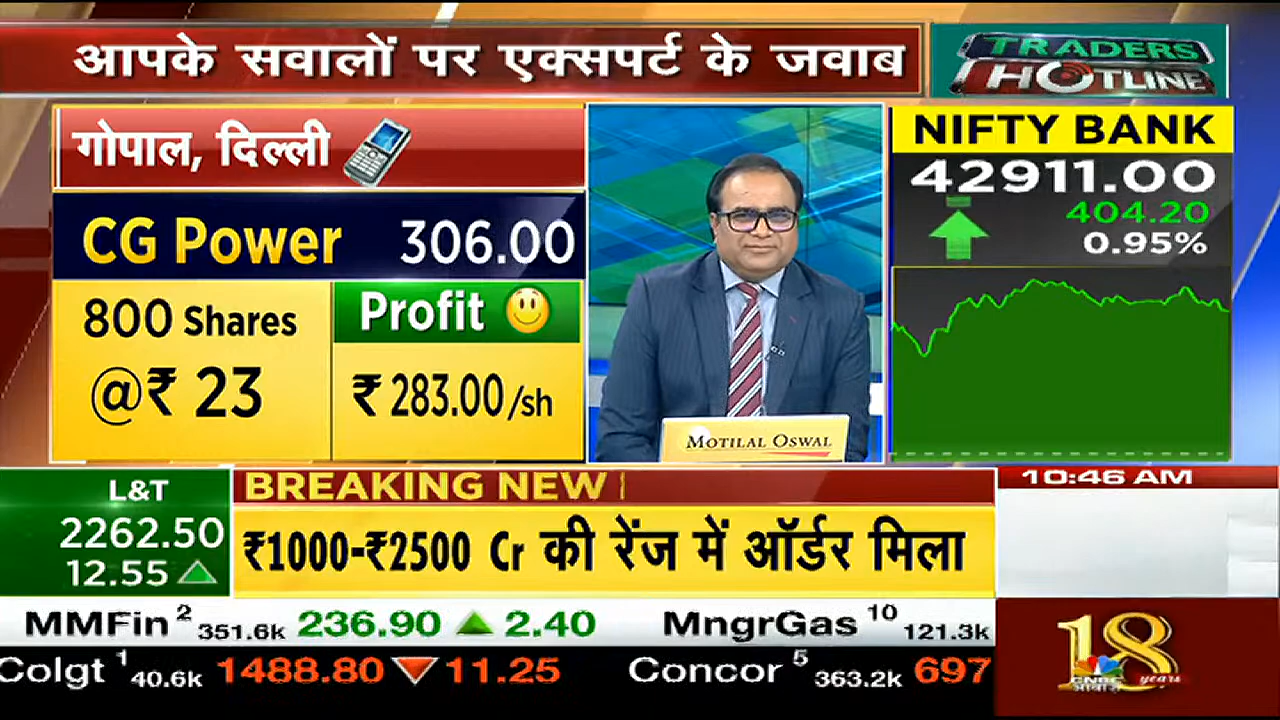 आपके सवालों पर एक्सपर्ट के जवाब
TRADERS
HOTLINE
गोपाल, दिल्ली
CG Power 306.00
800 Shares
@₹ 23
Profit
₹ 283.00/sh
MOTILAL OSWAL
NIFTY BANK
42911.00
404.20
0.95%
L&T
2262.50
12.55
BREAKING NEW
₹1000-₹2500 Cr की रेंज में ऑर्डर मिला
10:46 AM
MMFin 2 351.6k 236.90 2.40 MngrGas 10 121.3k
Colgt 1 40.6k 1488.80 11.25 Concor 5 363.2k 697
18
years
CNBC
आवाज़